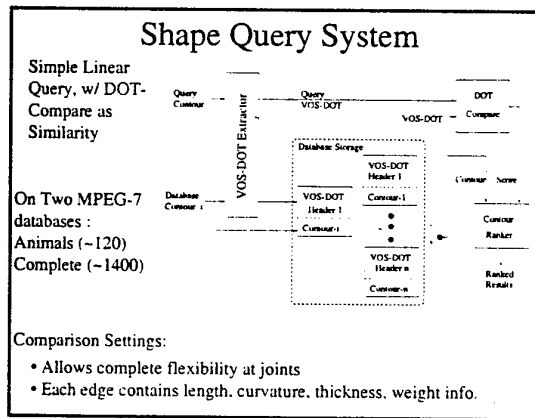 Shape Query System
Simple Linear
Query, w/ DOT-
Compare as
Similarity
On Two MPEG-7
databases :
Animals (~120)
Complete (~1400)
Query
Contour
Database
Contour
VOS-DOT Extractor
Query
VOS-DOT
VOS-DOT
DOT
Compare
Database Storage
VOS-DOT
Header 1
Contour-1
VOS-DOT
Header
Contour-i
VOS-DOT
Header n
Contour-n
Contour
Contour
Ranker
Ranked
Results
Comparison Settings:
• Allows complete flexibility at joints
• Each edge contains length, curvature, thickness, weight info.